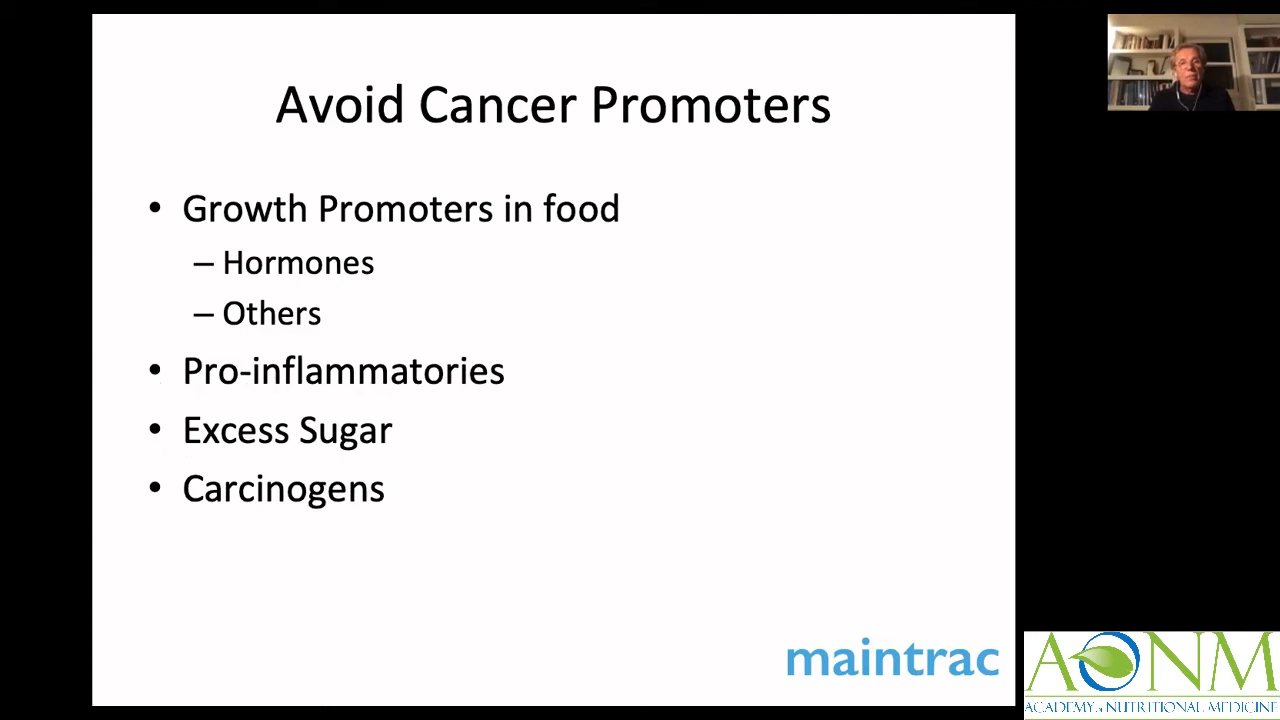 Avoid Cancer Promoters
• Growth Promoters in food
– Hormones
– Others
• Pro-inflammatories
• Excess Sugar
• Carcinogens
maintrac
AONM
ACADEMY of NUTRITIONAL MEDICINE